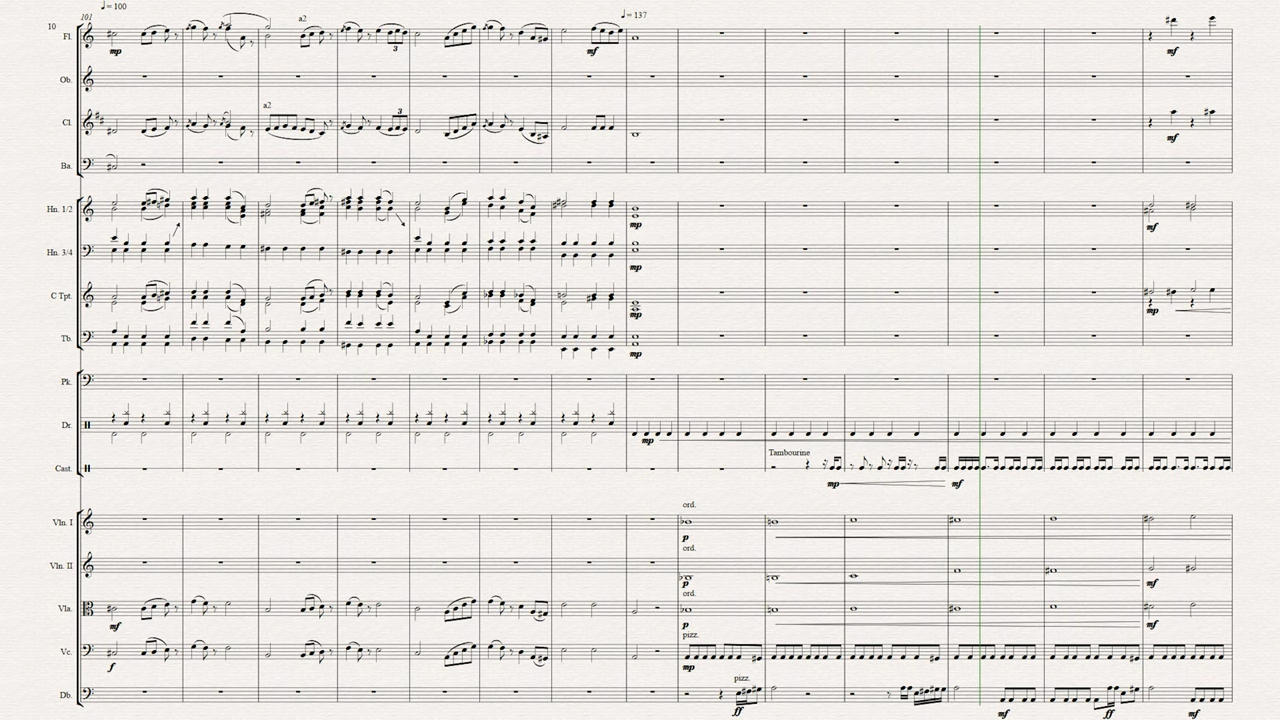 ♩ = 100
101
10
a2
♩ = 137
Fl.
mp
3
mf
mf
Ob.
a2
3
Cl.
mf
Ba.
Hn. 1/2
mp
mf
Hn. 3/4
mp
C Tpt.
mp
mp
Tb.
mp
Pk.
Dr.
mp
Tambourine
Cast.
mp
mf
ord.
Vln. I
p
ord.
Vln. II
p
mf
ord.
Vla.
mf
p
mf
pizz.
Vc.
f
mp
pizz.
Db.
ff
mf
ff
mf